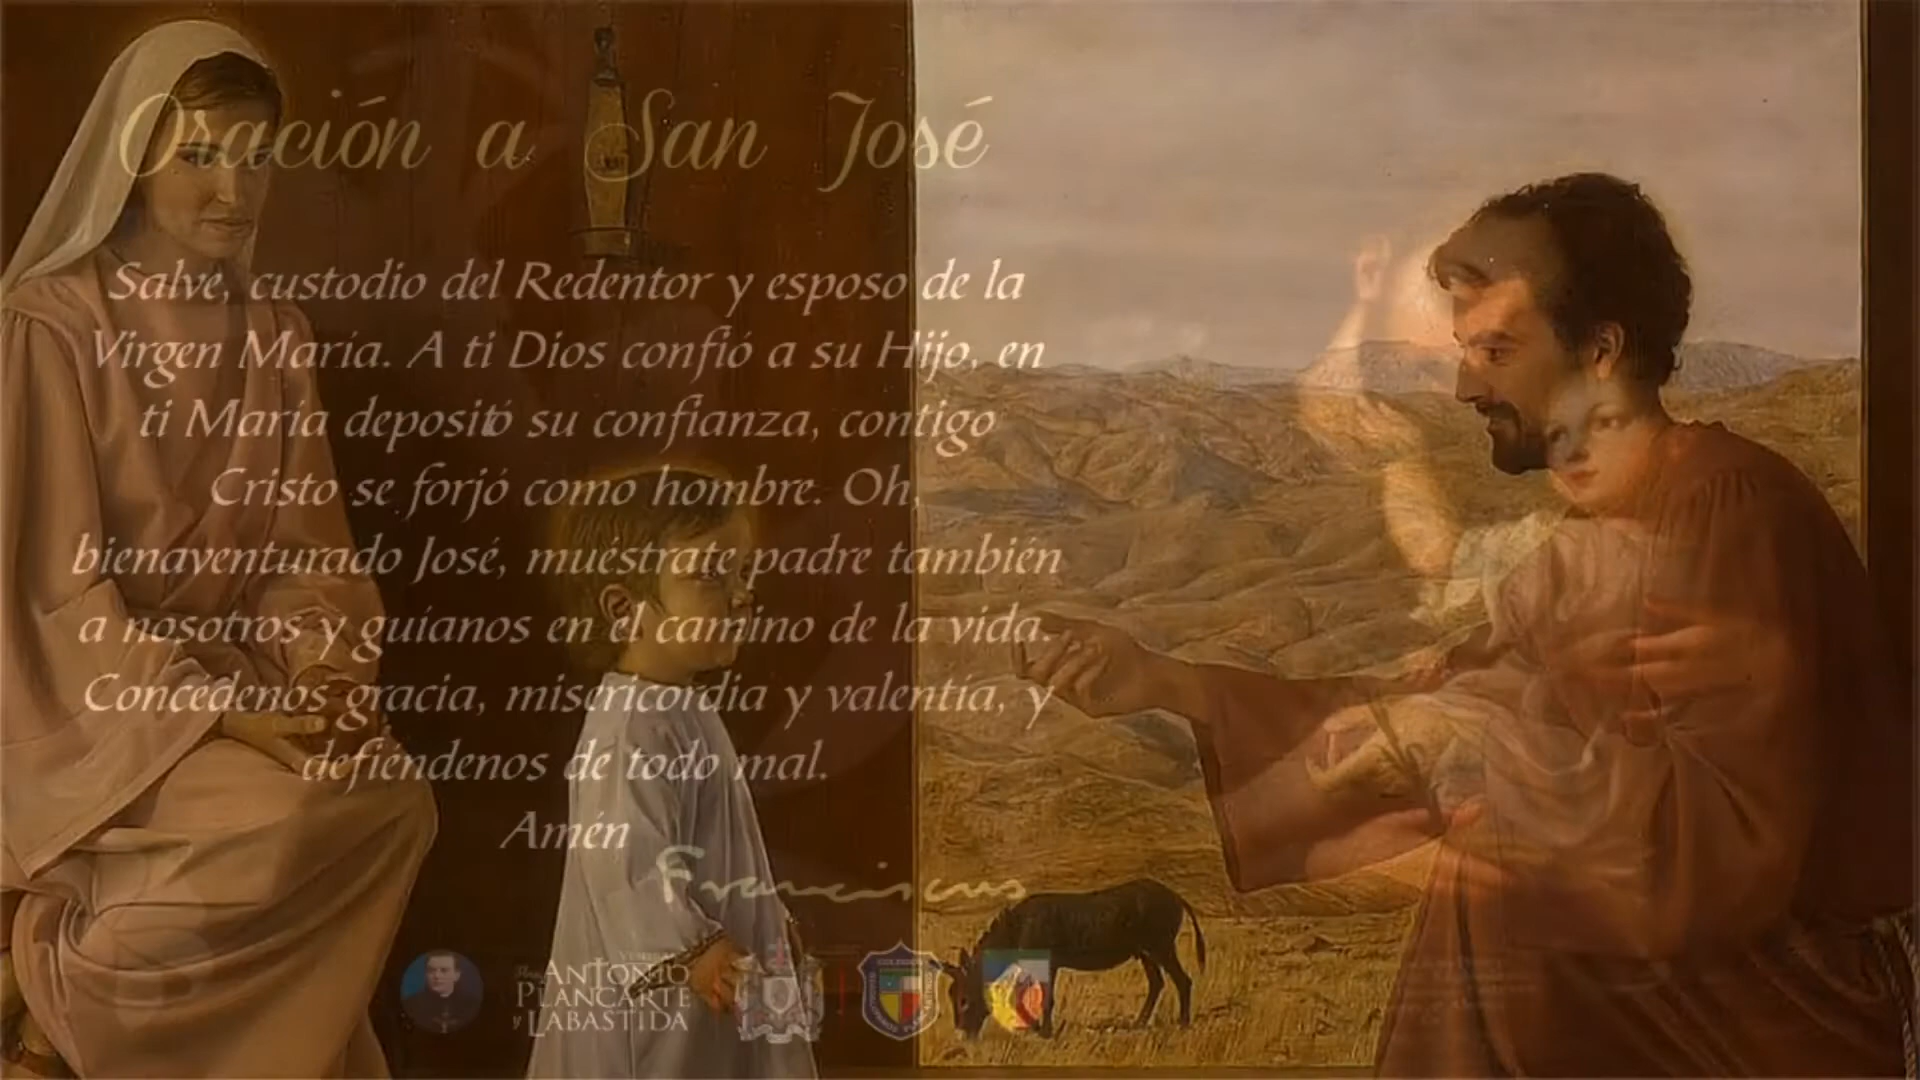 Oración a San José
Salve, custodio del Redentor y esposo de la
Virgen María. A ti Dios confió a su Hijo, en
ti María depositó su confianza, contigo
Cristo se forjó como hombre. Oh,
bienaventurado José, muéstrate padre también
a nosotros y guíanos en el camino de la vida.
Concédenos gracia, misericordia y valentía, y
defiéndenos de todo mal.
Amén
Franciscus
ANTONIO
PLANCARTE
y LABASTIDA